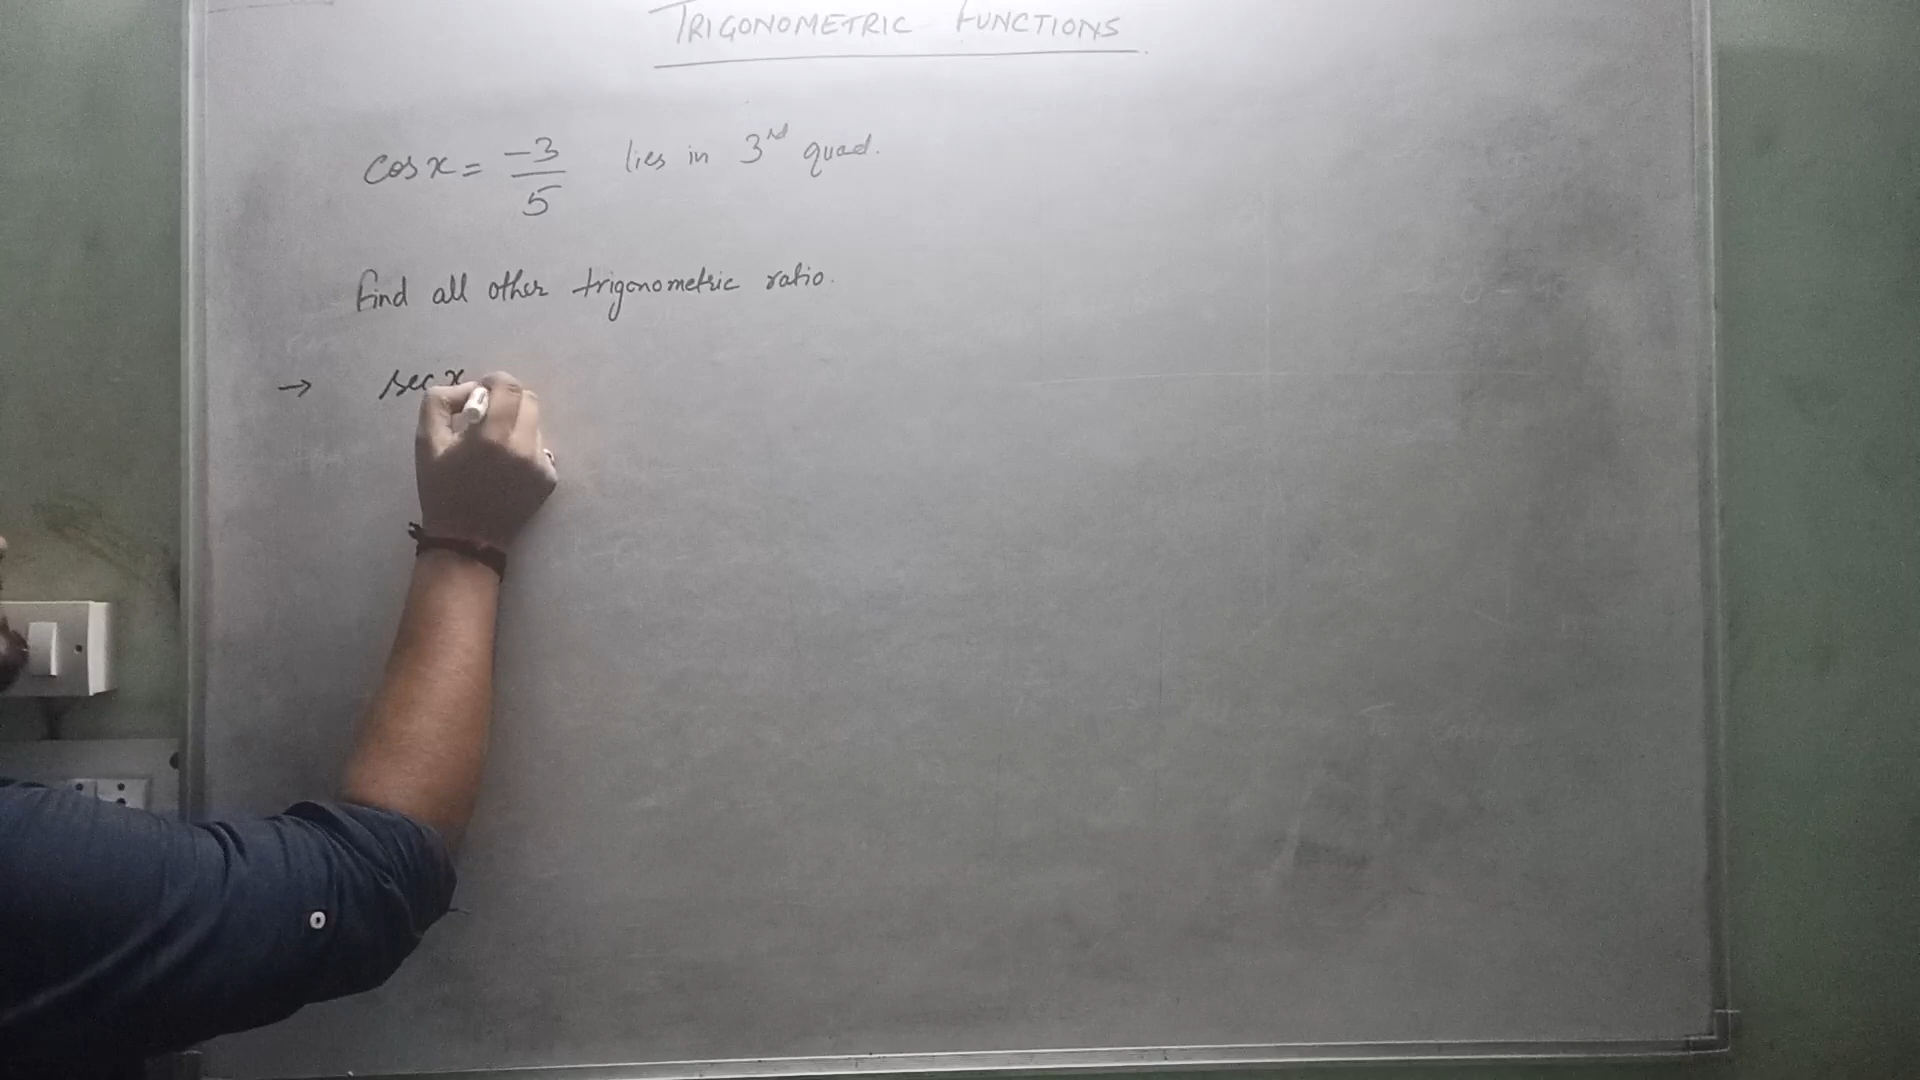 TRIGONOMETRIC FUNCTIONS
cos x = -3/5 lies in 3rd quad.
find all other trigonometric ratio.
→ sec x